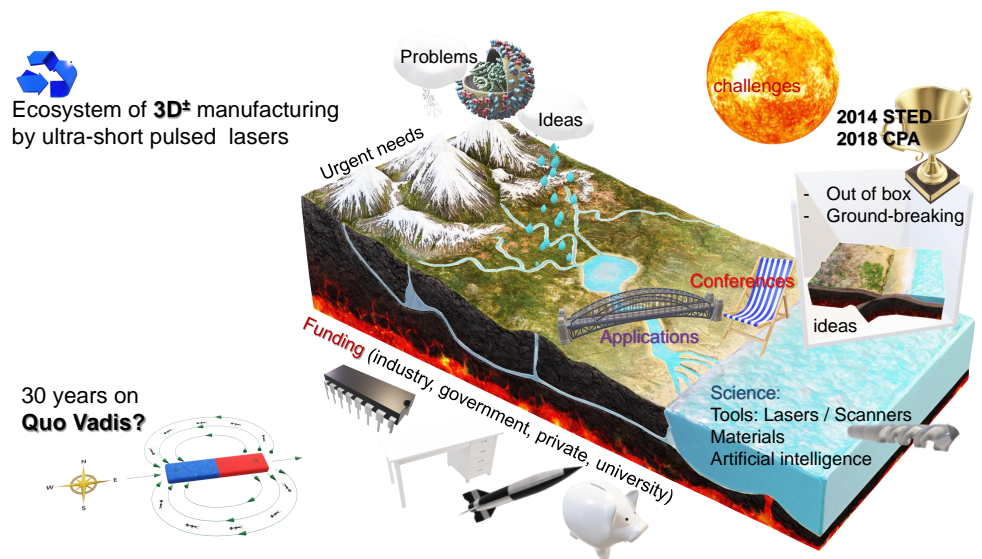 Problems
Ecosystem of 3D± manufacturing
by ultra-short pulsed lasers
Ideas
challenges
2014 STED
2018 CPA
Urgent needs
- Out of box
- Ground-breaking
ideas
Conferences
Applications
Funding (industry, government, private, university)
30 years on
Quo Vadis?
Science:
Tools: Lasers / Scanners
Materials
Artificial intelligence
N
W
E
S